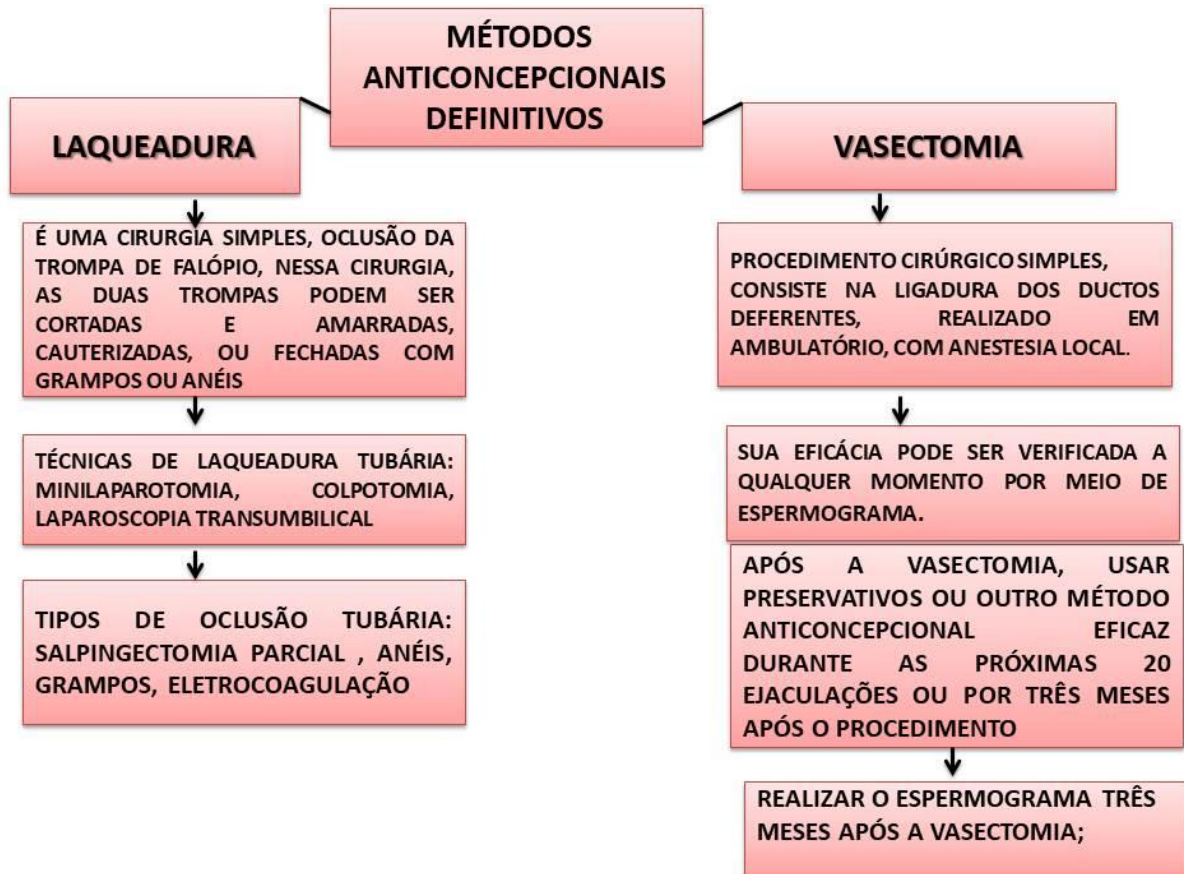 MÉTODOS
ANTICONCEPCIONAIS
DEFINITIVOS
LAQUEADURA
É UMA CIRURGIA SIMPLES, OCLUSÃO DA
TROMPA DE FALÓPIO, NESSA CIRURGIA,
AS DUAS TROMPAS PODEM SER
CORTADAS E AMARRADAS,
CAUTERIZADAS, OU FECHADAS COM
GRAMPOS OU ANÉIS
TÉCNICAS DE LAQUEADURA TUBÁRIA:
MINILAPAROTOMIA, COLPOTOMIA,
LAPAROSCOPIA TRANSUMBILICAL
TIPOS DE OCLUSÃO TUBÁRIA:
SALPINGECTOMIA PARCIAL , ANÉIS,
GRAMPOS, ELETROCOAGULAÇÃO
VASECTOMIA
PROCEDIMENTO CIRÚRGICO SIMPLES,
CONSISTE NA LIGADURA DOS DUCTOS
DEFERENTES, REALIZADO EM
AMBULATÓRIO, COM ANESTESIA LOCAL.
SUA EFICÁCIA PODE SER VERIFICADA A
QUALQUER MOMENTO POR MEIO DE
ESPERMOGRAMA.
APÓS A VASECTOMIA, USAR
PRESERVATIVOS OU OUTRO MÉTODO
ANTICONCEPCIONAL EFICAZ
DURANTE AS PRÓXIMAS 20
EJACULAÇÕES OU POR TRÊS MESES
APÓS O PROCEDIMENTO
REALIZAR O ESPERMOGRAMA TRÊS
MESES APÓS A VASECTOMIA;